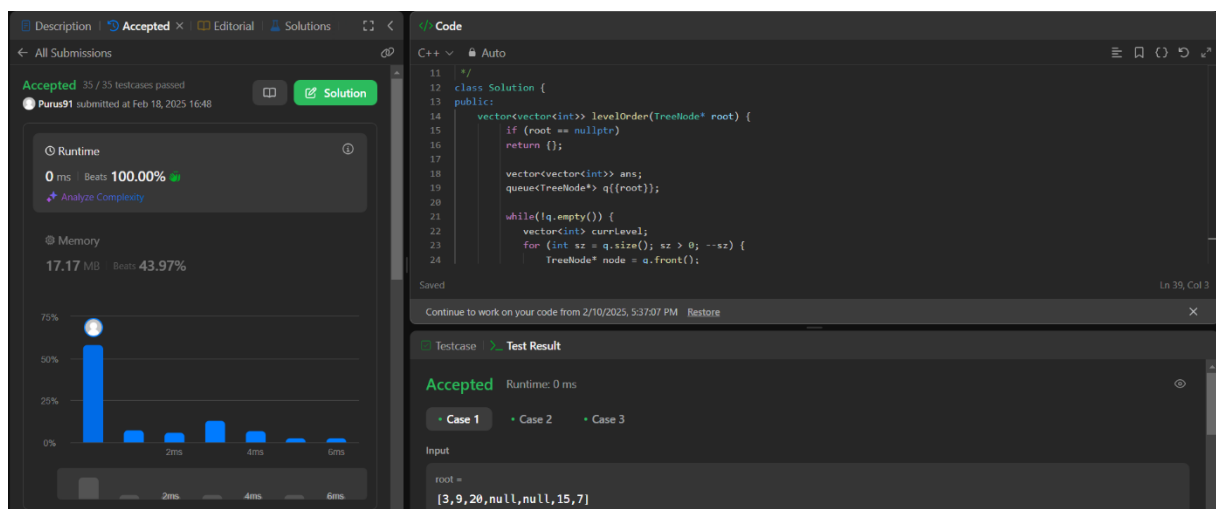 Description
Accepted ×
Editorial
Solutions
← All Submissions
Accepted 35 / 35 testcases passed
Purus91 submitted at Feb 18, 2025 16:48
Solution
Runtime
0 ms Beats 100.00%
Analyze Complexity
Memory
17.17 MB Beats 43.97%
75%
50%
25%
0%
2ms 4ms 6ms
2ms 4ms 6ms
</> Code
C++ Auto
11 */
12 class Solution {
13 public:
14 vector<vector<int>> levelOrder(TreeNode* root) {
15 if (root == nullptr)
16 return {};
17
18 vector<vector<int>> ans;
19 queue<TreeNode*> q{{root}};
20
21 while(!q.empty()) {
22 vector<int> currLevel;
23 for (int sz = q.size(); sz > 0; --sz) {
24 TreeNode* node = q.front();
Saved
Ln 39, Col 3
Continue to work on your code from 2/10/2025, 5:37:07 PM Restore
Testcase >_ Test Result
Accepted Runtime: 0 ms
• Case 1 • Case 2 • Case 3
Input
root =
[3,9,20,null,null,15,7]